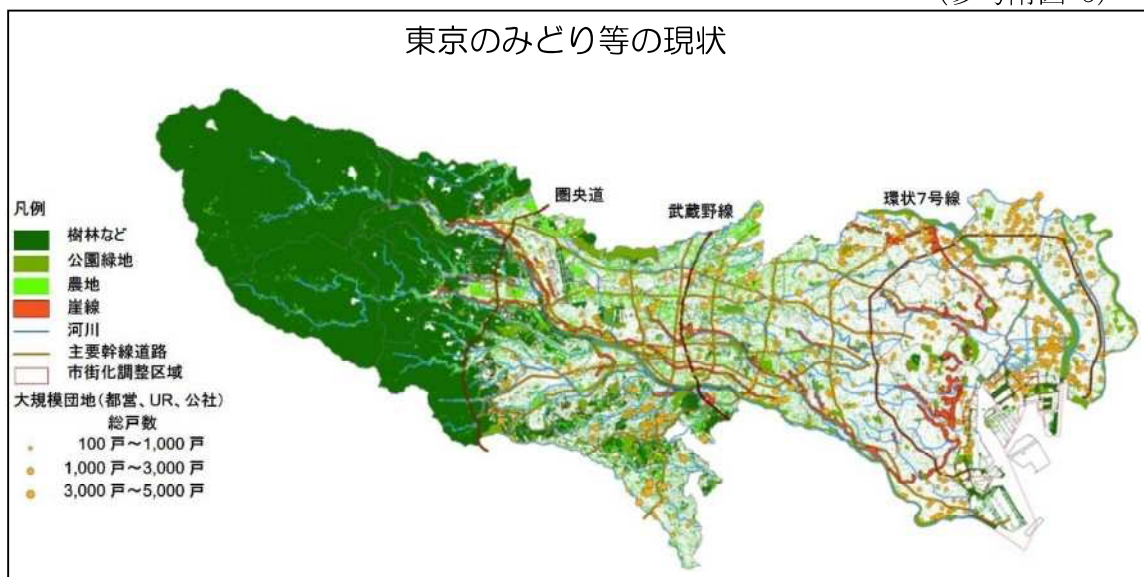 東京のみどり等の現状
圏央道
武蔵野線
環状7号線
凡例
樹林など
公園緑地
農地
崖線
河川
主要幹線道路
市街化調整区域
大規模団地(都営、UR、公社)
総戸数
100 戸～1,000 戸
1,000 戸～3,000 戸
3,000 戸～5,000 戸